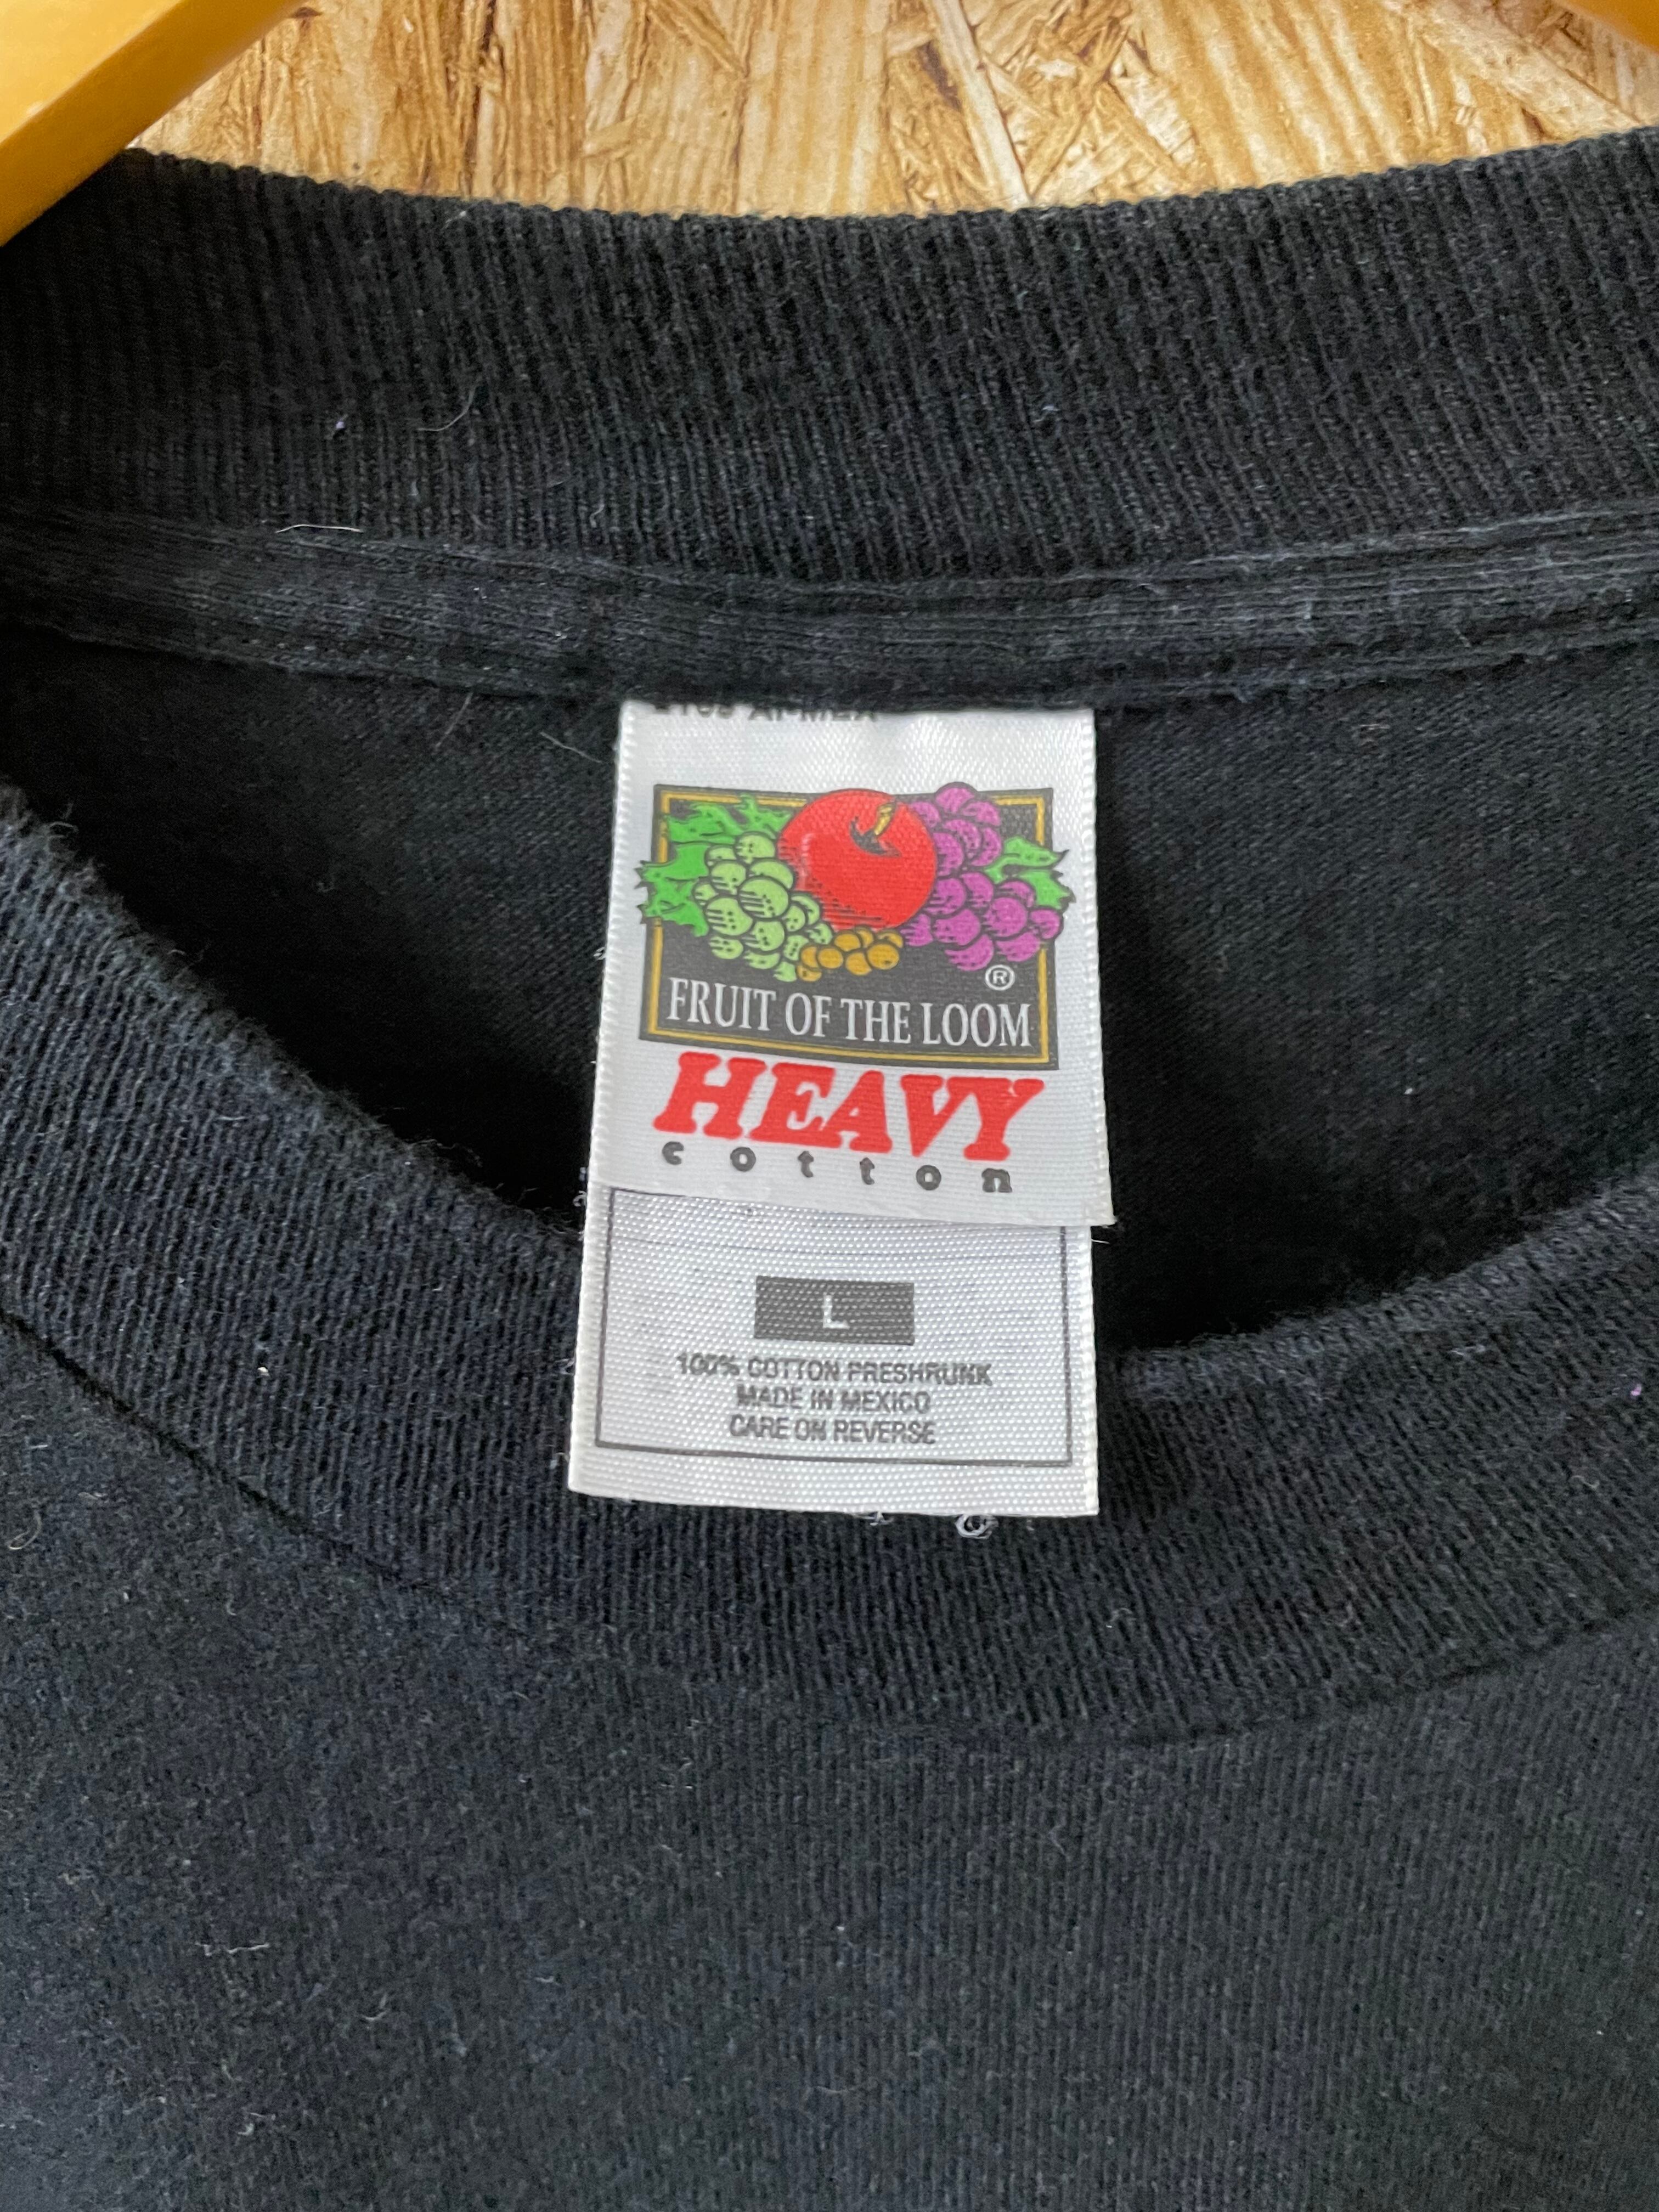 ®
FRUIT OF THE LOOM
HEAVY
cotton
L
100% COTTON PRESHRUNK
MADE IN MEXICO
CARE ON REVERSE